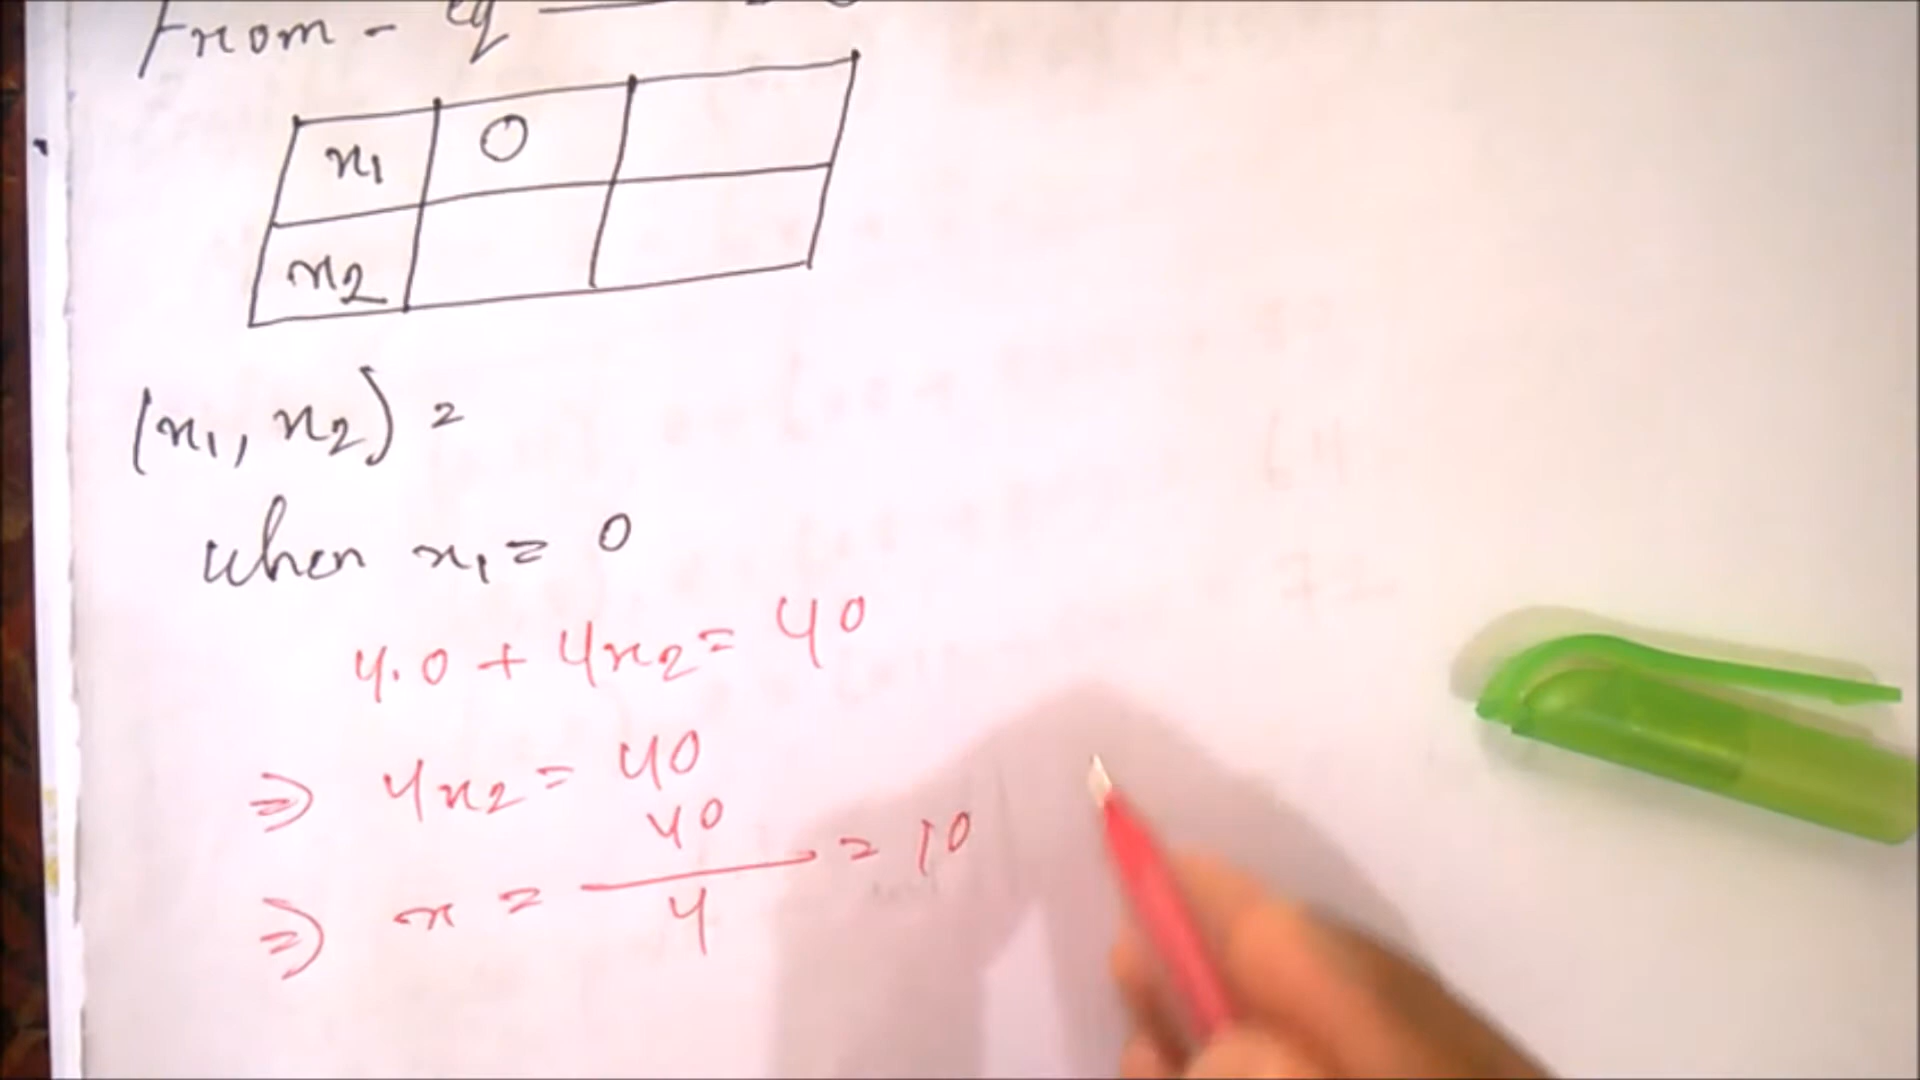 From - eq
x1 0
x2
(x1, x2) =
when x1 = 0
4.0 + 4x2 = 40
⇒ 4x2 = 40
⇒ x = 40/4 = 10